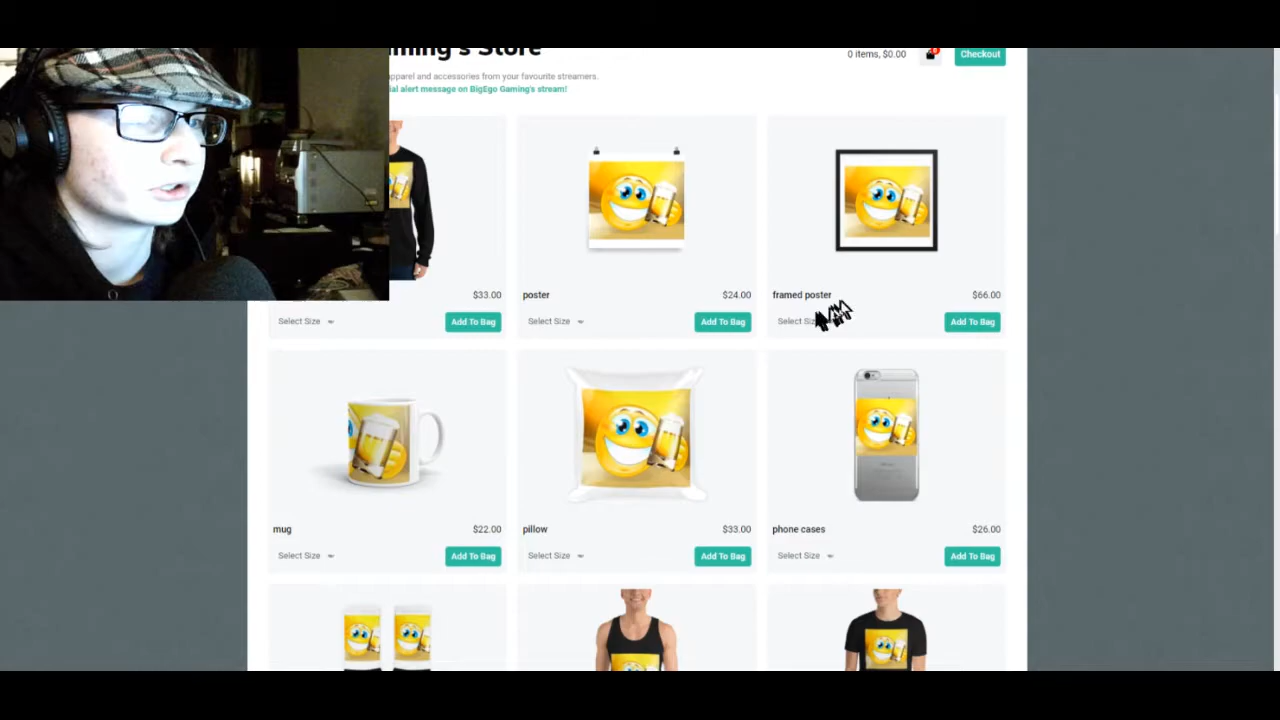 Store
0 items, $0.00
Checkout
apparel and accessories from your favourite streamers.
alert message on BigEgo Gaming's stream!
$33.00
poster
$24.00
framed poster
$66.00
Select Size
Add To Bag
Select Size
Add To Bag
Select
Add To Bag
mug
$22.00
pillow
$33.00
phone cases
$26.00
Select Size
Add To Bag
Select Size
Add To Bag
Select Size
Add To Bag